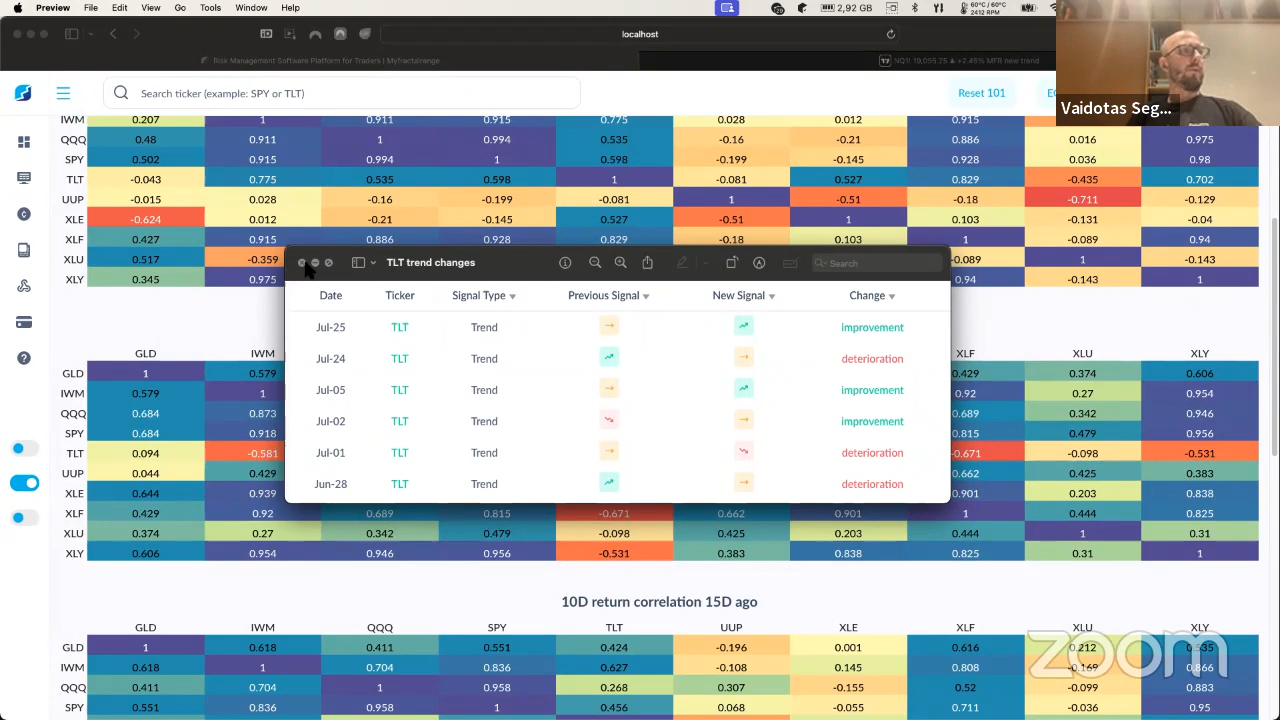 Preview File Edit View Go Tools Window Help 2,92 GB 60°C / 60°C 2412 RPM
localhost
Risk Management Software Platform for Traders | Myfractalrange NQ1! 19,055.25 ▲ +2.45% MFR new trend
Search ticker (example: SPY or TLT) Reset 101
Vaidotas Seg...
IWM 0.207 1 0.911 0.915 0.775 0.028 0.012 0.915 0.975
QQQ 0.48 0.911 1 0.994 0.535 -0.16 -0.21 0.886 0.016 0.975
SPY 0.502 0.915 0.994 1 0.598 -0.199 -0.145 0.928 0.036 0.98
TLT -0.043 0.775 0.535 0.598 1 -0.081 0.527 0.829 -0.435 0.702
UUP -0.015 0.028 -0.16 -0.199 -0.081 1 -0.51 -0.18 -0.711 -0.129
XLE -0.624 0.012 -0.21 -0.145 0.527 -0.51 1 0.103 -0.131 -0.04
XLF 0.427 0.915 0.886 0.928 0.829 -0.18 0.103 1 -0.089 0.94
XLU 0.517 -0.359 -0.089 1 -0.143
XLY 0.345 0.975 0.94 -0.143 1
TLT trend changes Search
Date Ticker Signal Type Previous Signal New Signal Change
Jul-25 TLT Trend improvement
Jul-24 TLT Trend deterioration
Jul-05 TLT Trend improvement
Jul-02 TLT Trend improvement
Jul-01 TLT Trend deterioration
Jun-28 TLT Trend deterioration
GLD IWM XLF XLU XLY
GLD 1 0.579 0.429 0.374 0.606
IWM 0.579 1 0.92 0.27 0.954
QQQ 0.684 0.873 0.689 0.342 0.946
SPY 0.684 0.918 0.815 0.479 0.956
TLT 0.094 -0.581 -0.671 -0.098 -0.531
UUP 0.044 0.429 0.662 0.425 0.383
XLE 0.644 0.939 0.901 0.203 0.838
XLF 0.429 0.92 0.689 0.815 -0.671 0.662 0.901 1 0.444 0.825
XLU 0.374 0.27 0.342 0.479 -0.098 0.425 0.203 0.444 1 0.31
XLY 0.606 0.954 0.946 0.956 -0.531 0.383 0.838 0.825 0.31 1
10D return correlation 15D ago
GLD IWM QQQ SPY TLT UUP XLE XLF XLU XLY
GLD 1 0.618 0.411 0.551 0.424 -0.196 0.001 0.616 0.212 0.535
IWM 0.618 1 0.704 0.836 0.627 -0.108 0.145 0.808 -0.169 0.866
QQQ 0.411 0.704 1 0.958 0.268 0.307 -0.155 0.52 -0.099 0.883
SPY 0.551 0.836 0.958 1 0.456 0.068 -0.055 0.711 -0.036 0.95
zoom